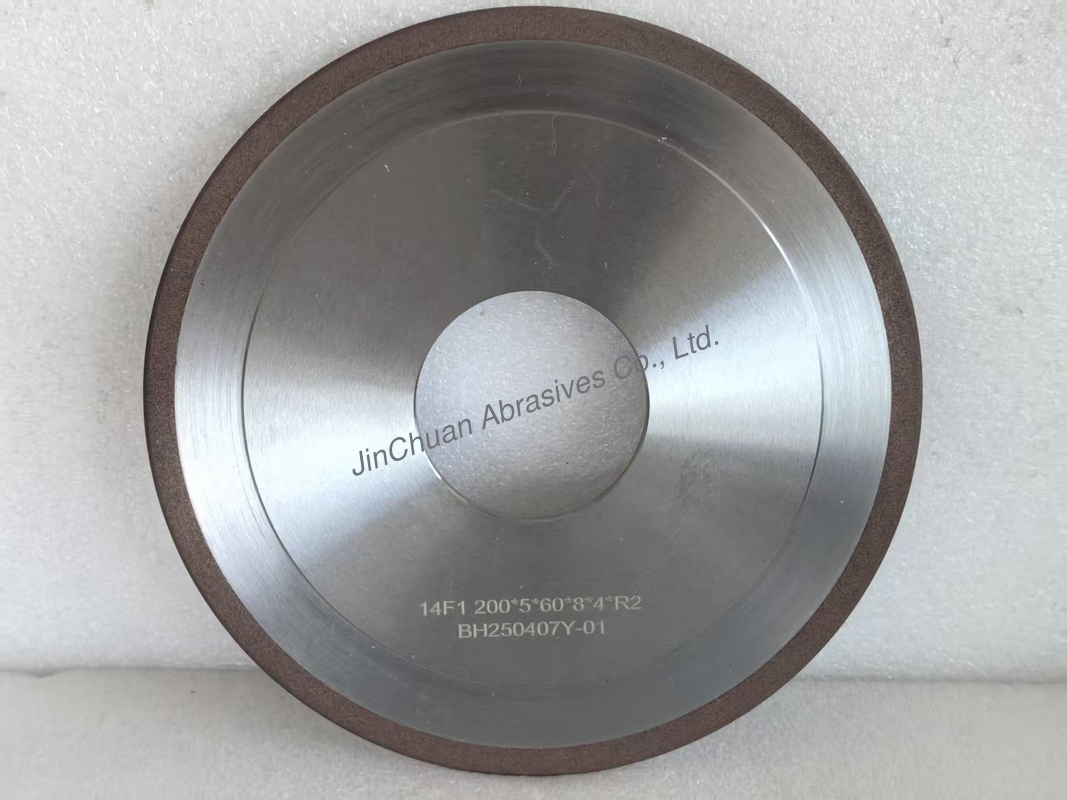 JinChuan Abrasives Co., Ltd.
14F1 200*5*60*8*4*R2
BH250407Y-01